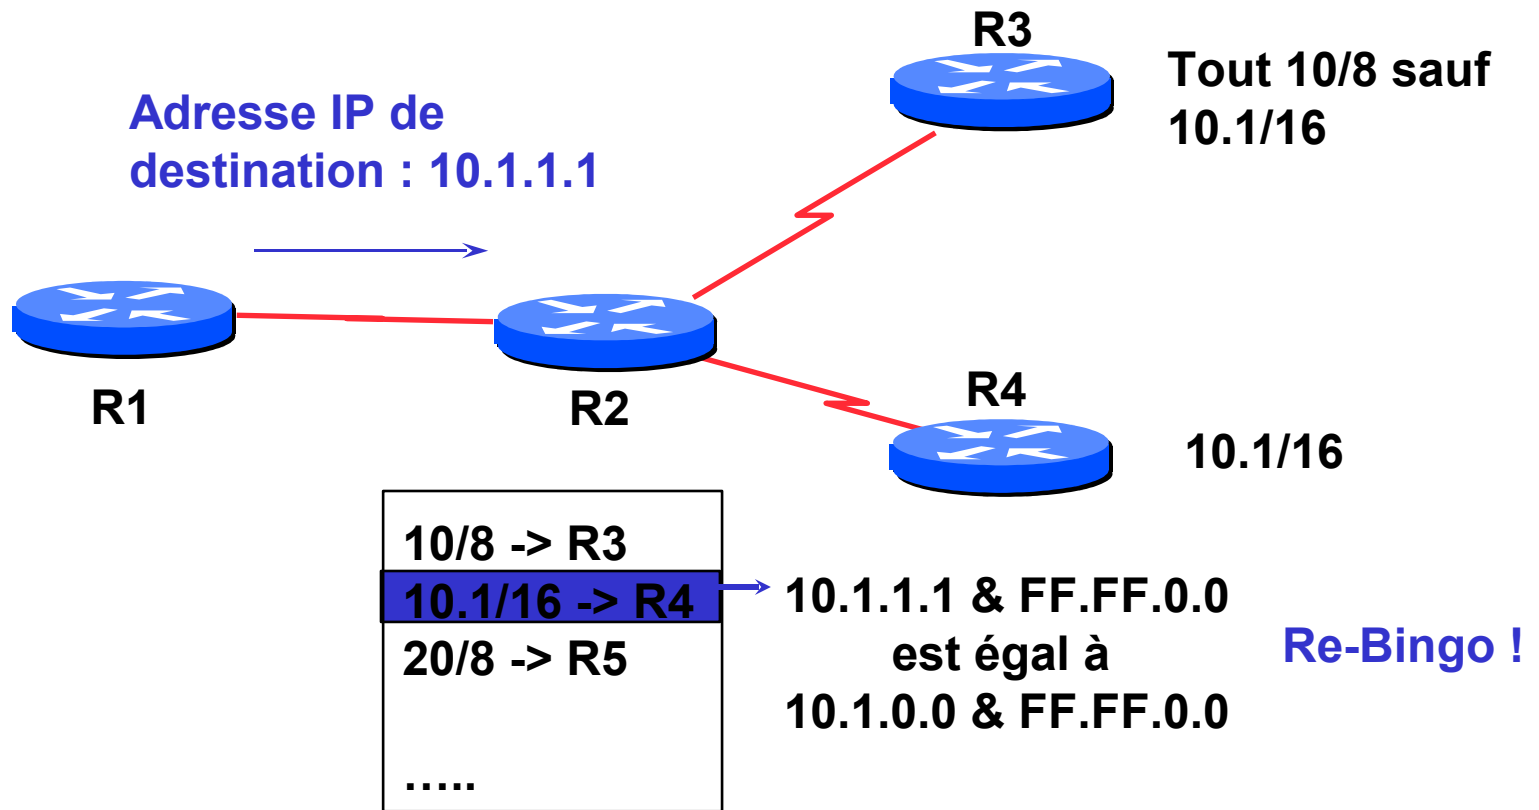 R3
Tout 10/8 sauf
10.1/16
Adresse IP de
destination : 10.1.1.1
R1
R2
R4
10.1/16
10/8 -> R3
10.1/16 -> R4
20/8 -> R5
…..
10.1.1.1 & FF.FF.0.0
est égal à
10.1.0.0 & FF.FF.0.0
Re-Bingo !